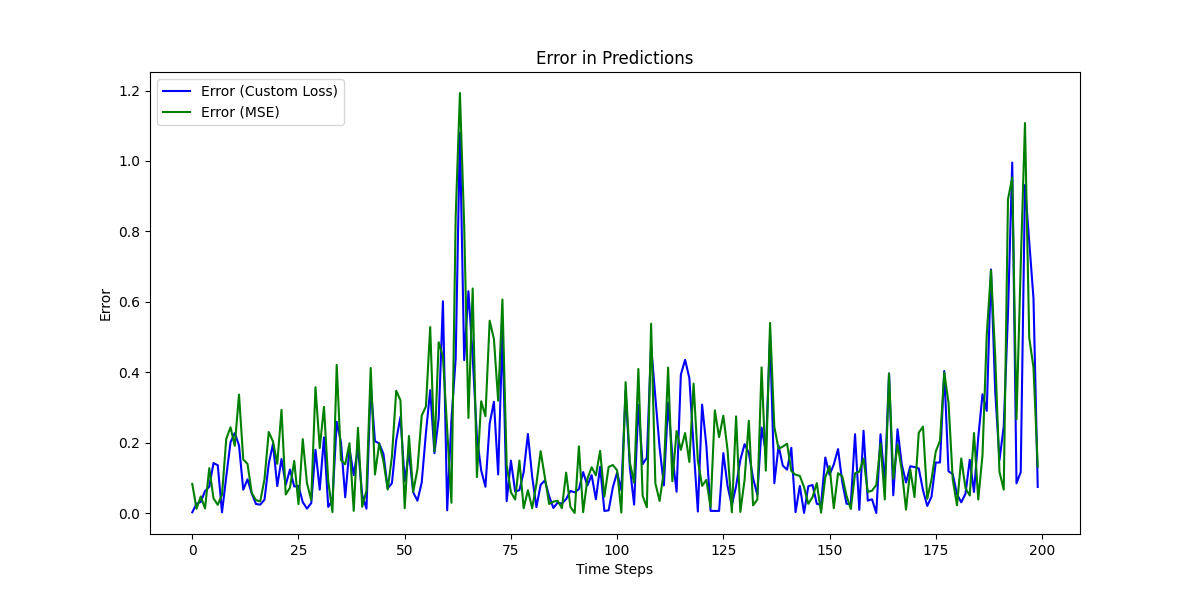 Error in Predictions
Error (Custom Loss)
Error (MSE)
1.2
1.0
0.8
0.6
0.4
0.2
0.0
Error
0 25 50 75 100 125 150 175 200
Time Steps